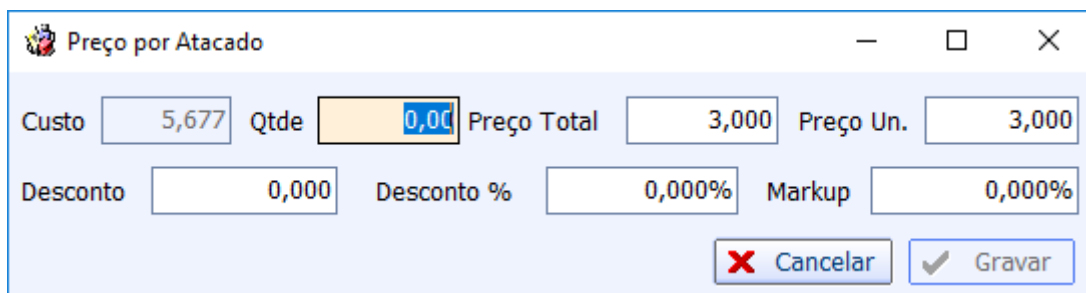 Preço por Atacado
Custo 5,677 Qtde 0,00 Preço Total 3,000 Preço Un. 3,000
Desconto 0,000 Desconto % 0,000% Markup 0,000%
Cancelar Gravar